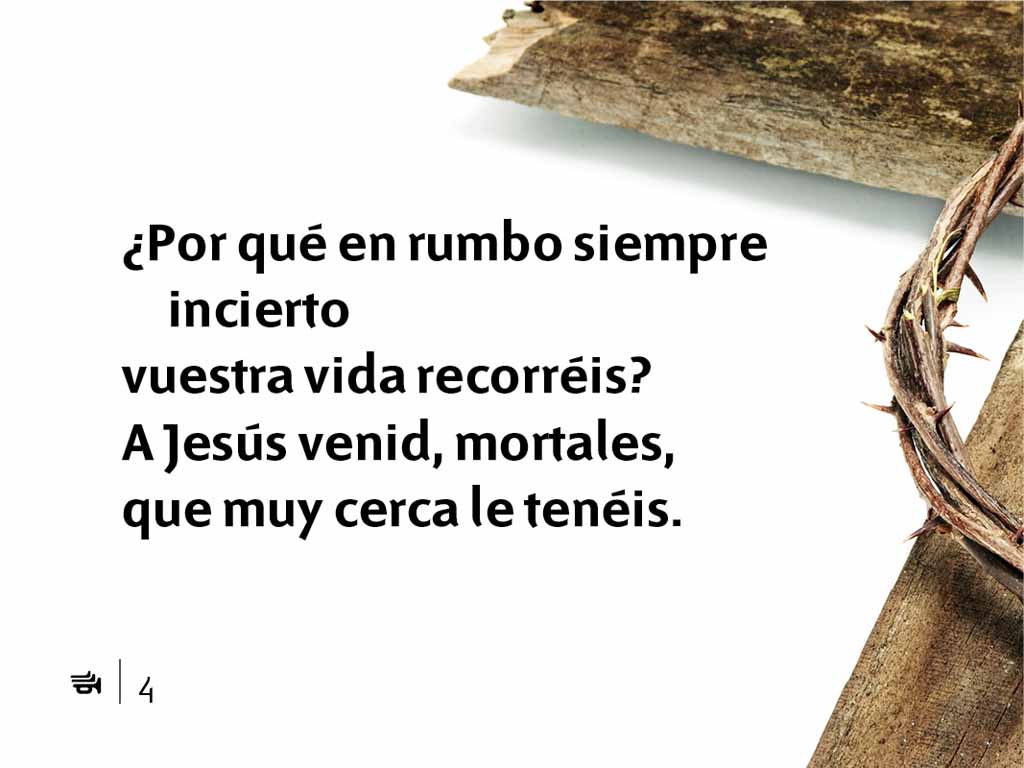 ¿Por qué en rumbo siempre
incierto
vuestra vida recorréis?
A Jesús venid, mortales,
que muy cerca le tenéis.
4